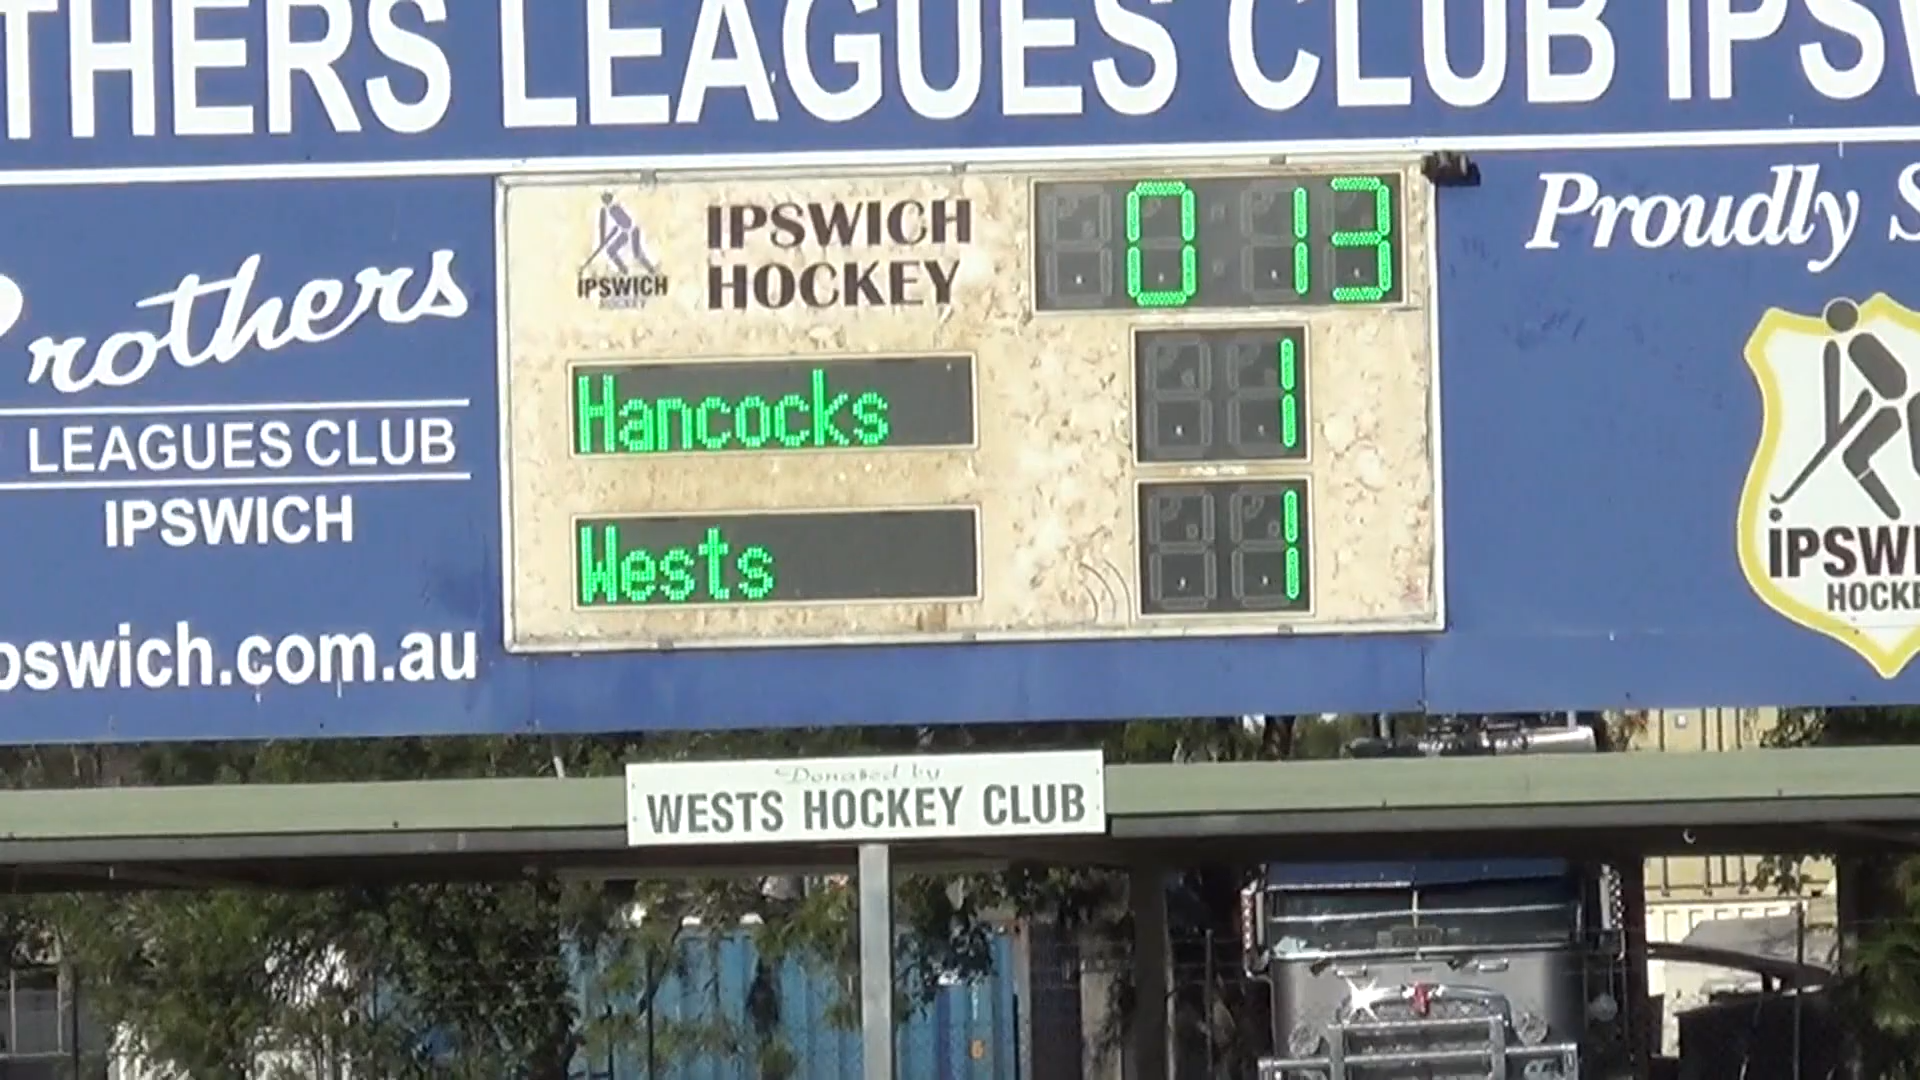 THERS LEAGUES CLUB IPSW
Brothers
LEAGUES CLUB
IPSWICH
pswich.com.au
IPSWICH
HOCKEY
IPSWICH
HOCKEY
0 13
Hancocks 1
Wests 1
Proudly S
IPSWI
HOCKE
Donated by
WESTS HOCKEY CLUB